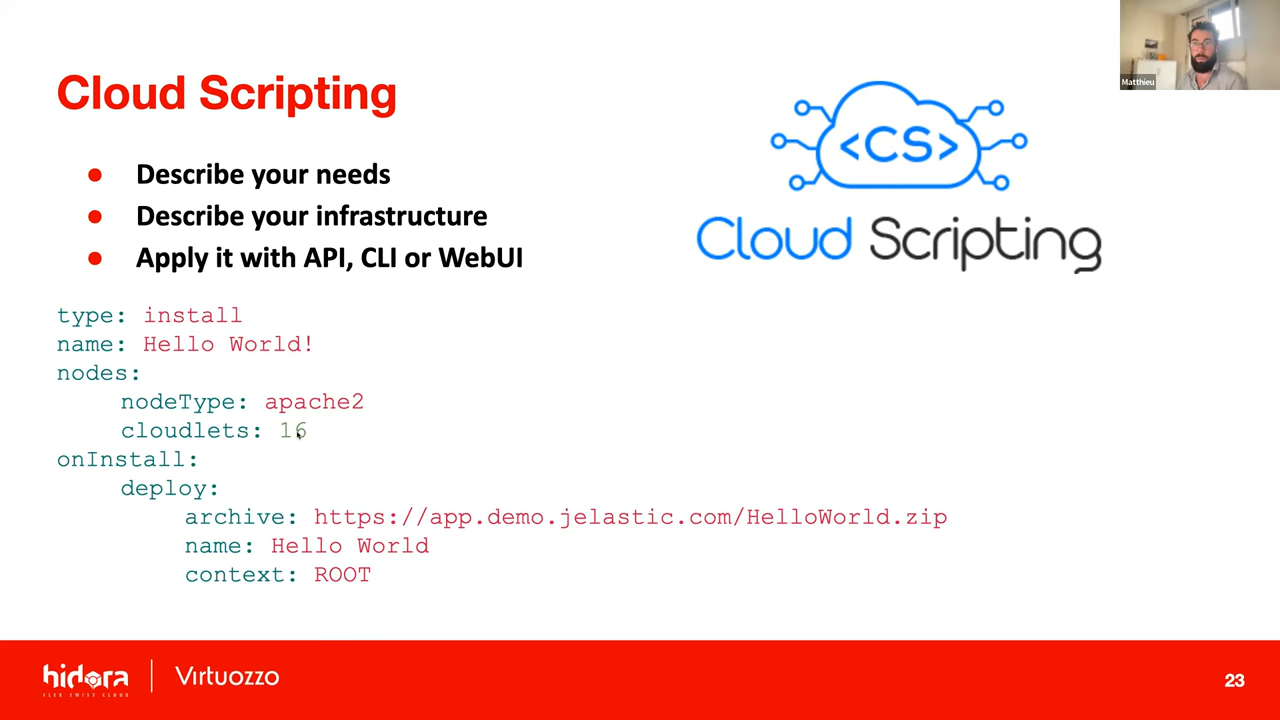 Cloud Scripting
Matthieu
<CS>
Cloud Scripting
● Describe your needs
● Describe your infrastructure
● Apply it with API, CLI or WebUI
type: install
name: Hello World!
nodes:
nodeType: apache2
cloudlets: 16
onInstall:
deploy:
archive: https://app.demo.jelastic.com/HelloWorld.zip
name: Hello World
context: ROOT
hidora
FLEX SWISS CLOUD
Virtuozzo
23